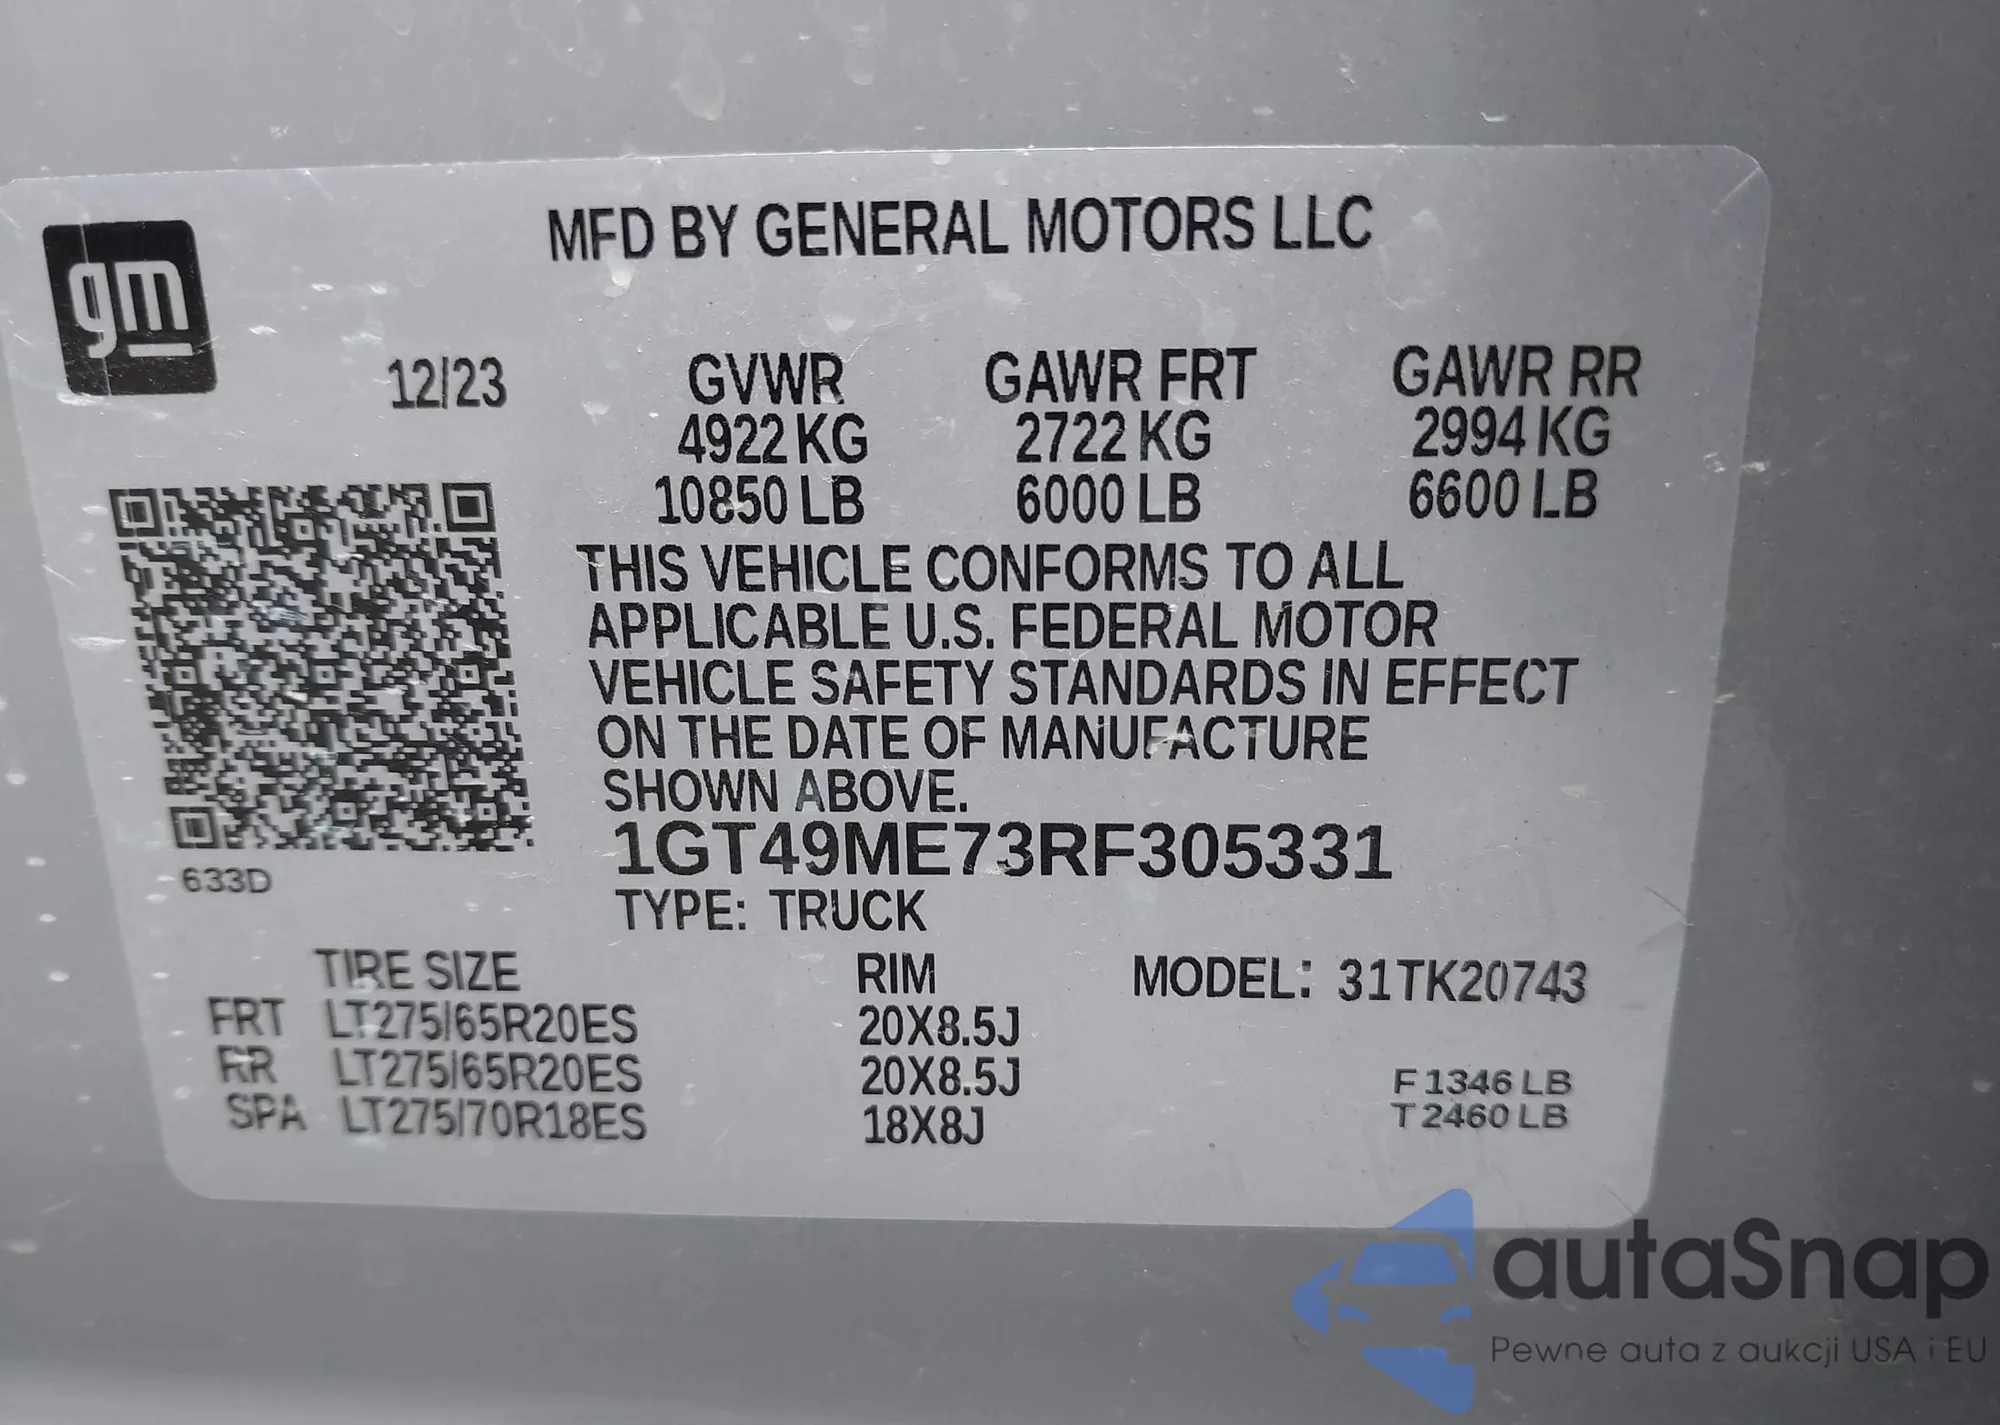 gm
MFD BY GENERAL MOTORS LLC
12/23 GVWR GAWR FRT GAWR RR
4922 KG 2722 KG 2994 KG
10850 LB 6000 LB 6600 LB
THIS VEHICLE CONFORMS TO ALL
APPLICABLE U.S. FEDERAL MOTOR
VEHICLE SAFETY STANDARDS IN EFFECT
ON THE DATE OF MANUFACTURE
SHOWN ABOVE.
1GT49ME73RF305331
633D
TYPE: TRUCK
TIRE SIZE RIM MODEL: 31TK20743
FRT LT275/65R20ES 20X8.5J
RR LT275/65R20ES 20X8.5J F 1346 LB
SPA LT275/70R18ES 18X8J T 2460 LB
autaSnap
Pewne auta z aukcji USA i EU